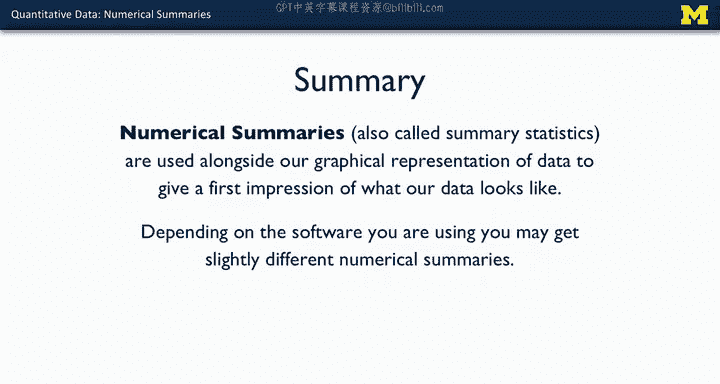 Quantitative Data: Numerical Summaries
GPT中英字幕课程资源@bilibili.com
M
Summary
Numerical Summaries (also called summary statistics)
are used alongside our graphical representation of data to
give a first impression of what our data looks like.
Depending on the software you are using you may get
slightly different numerical summaries.